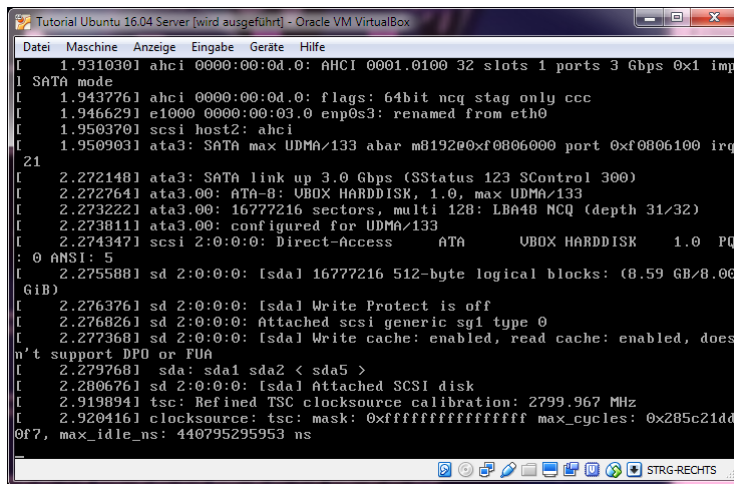 Tutorial Ubuntu 16.04 Server [wird ausgeführt] - Oracle VM VirtualBox
Datei Maschine Anzeige Eingabe Geräte Hilfe
[    1.931030] ahci 0000:00:0d.0: AHCI 0001.0100 32 slots 1 ports 3 Gbps 0x1 imp
l SATA mode
[    1.943776] ahci 0000:00:0d.0: flags: 64bit ncq stag only ccc
[    1.946629] e1000 0000:00:03.0 enp0s3: renamed from eth0
[    1.950370] scsi host2: ahci
[    1.950903] ata3: SATA max UDMA/133 abar m8192@0xf0806000 port 0xf0806100 irq
21
[    2.272148] ata3: SATA link up 3.0 Gbps (SStatus 123 SControl 300)
[    2.272764] ata3.00: ATA-8: VBOX HARDDISK, 1.0, max UDMA/133
[    2.273222] ata3.00: 16777216 sectors, multi 128: LBA48 NCQ (depth 31/32)
[    2.273811] ata3.00: configured for UDMA/133
[    2.274347] scsi 2:0:0:0: Direct-Access     ATA      VBOX HARDDISK    1.0  PQ
: 0 ANSI: 5
[    2.275588] sd 2:0:0:0: [sda] 16777216 512-byte logical blocks: (8.59 GB/8.00
GiB)
[    2.276376] sd 2:0:0:0: [sda] Write Protect is off
[    2.276826] sd 2:0:0:0: Attached scsi generic sg1 type 0
[    2.277368] sd 2:0:0:0: [sda] Write cache: enabled, read cache: enabled, does
n't support DPO or FUA
[    2.279768]  sda: sda1 sda2 < sda5 >
[    2.280676] sd 2:0:0:0: [sda] Attached SCSI disk
[    2.919894] tsc: Refined TSC clocksource calibration: 2799.967 MHz
[    2.920416] clocksource: tsc: mask: 0xffffffffffffffff max_cycles: 0x285c21dd
0f7, max_idle_ns: 440795295953 ns
_
STRG-RECHTS